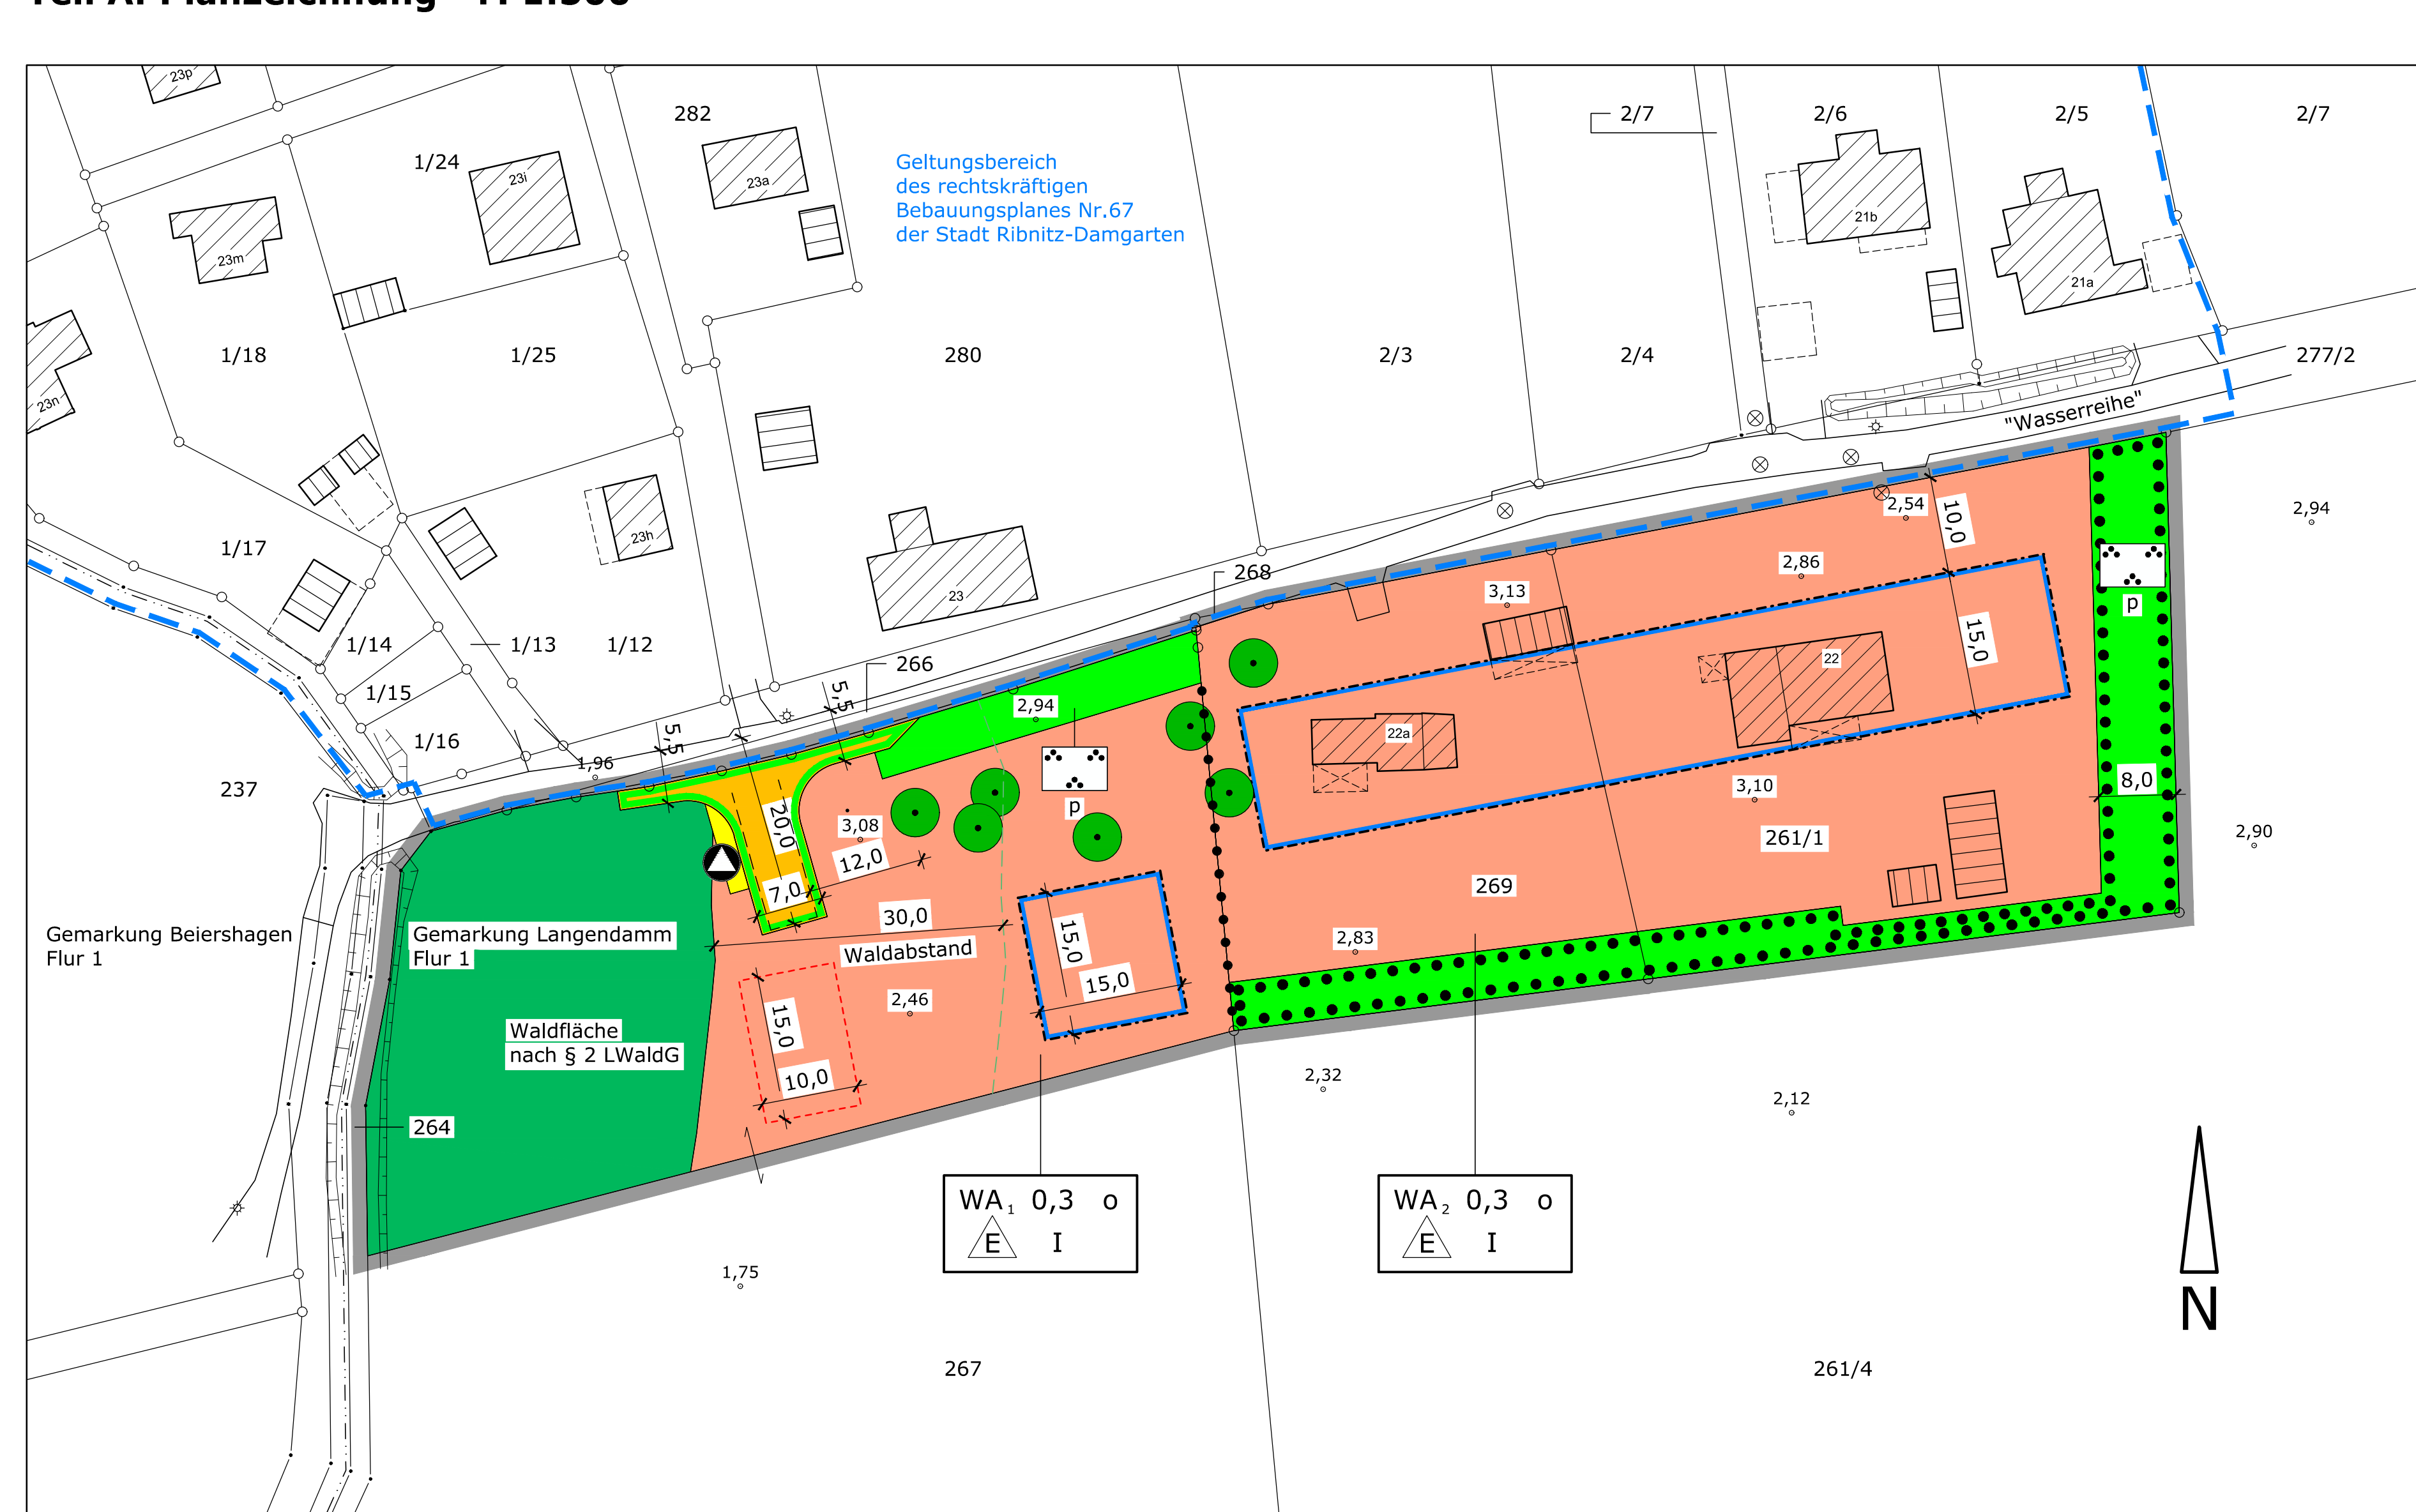 23p
282
2/7
2/6
2/5
2/7
1/24
23i
23a
Geltungsbereich
des rechtskräftigen
Bebauungsplanes Nr.67
der Stadt Ribnitz-Damgarten
21b
23m
21a
1/18
1/25
280
2/3
2/4
277/2
23n
"Wasserreihe"
2,54
2,94
10,0
1/17
23h
2,86
268
23
3,13
p
1/14
1/13
1/12
15,0
266
22
1/15
5,5
2,94
5,5
22a
1/16
1,96
237
3,10
8,0
p
20,0
3,08
12,0
2,90
261/1
7,0
269
30,0
Gemarkung Beiershagen
Flur 1
Gemarkung Langendamm
Flur 1
Waldabstand
15,0
2,83
15,0
2,46
15,0
Waldfläche
nach § 2 LWaldG
10,0
2,32
2,12
264
WA1 0,3 o
E I
WA2 0,3 o
E I
1,75
N
267
261/4